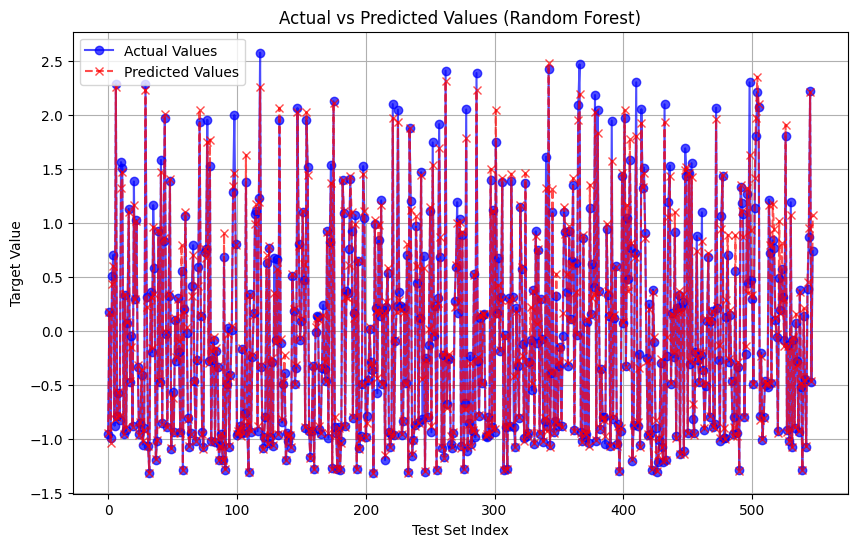 Actual vs Predicted Values (Random Forest)
Actual Values
Predicted Values
Target Value
2.5
2.0
1.5
1.0
0.5
0.0
−0.5
−1.0
−1.5
0 100 200 300 400 500
Test Set Index